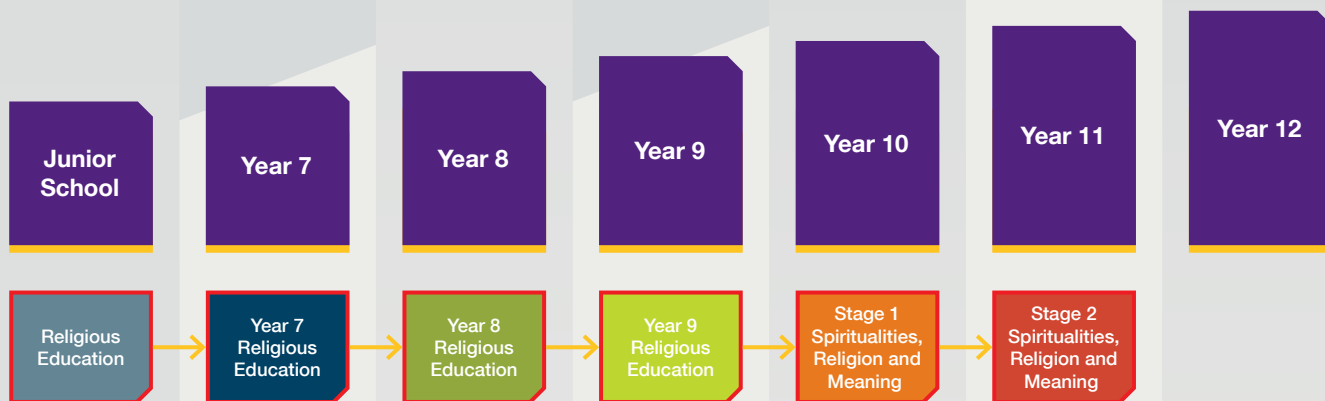 Junior
School
Year 7
Year 8
Year 9
Year 10
Year 11
Year 12
Religious
Education
Year 7
Religious
Education
Year 8
Religious
Education
Year 9
Religious
Education
Stage 1
Spiritualities,
Religion and
Meaning
Stage 2
Spiritualities,
Religion and
Meaning